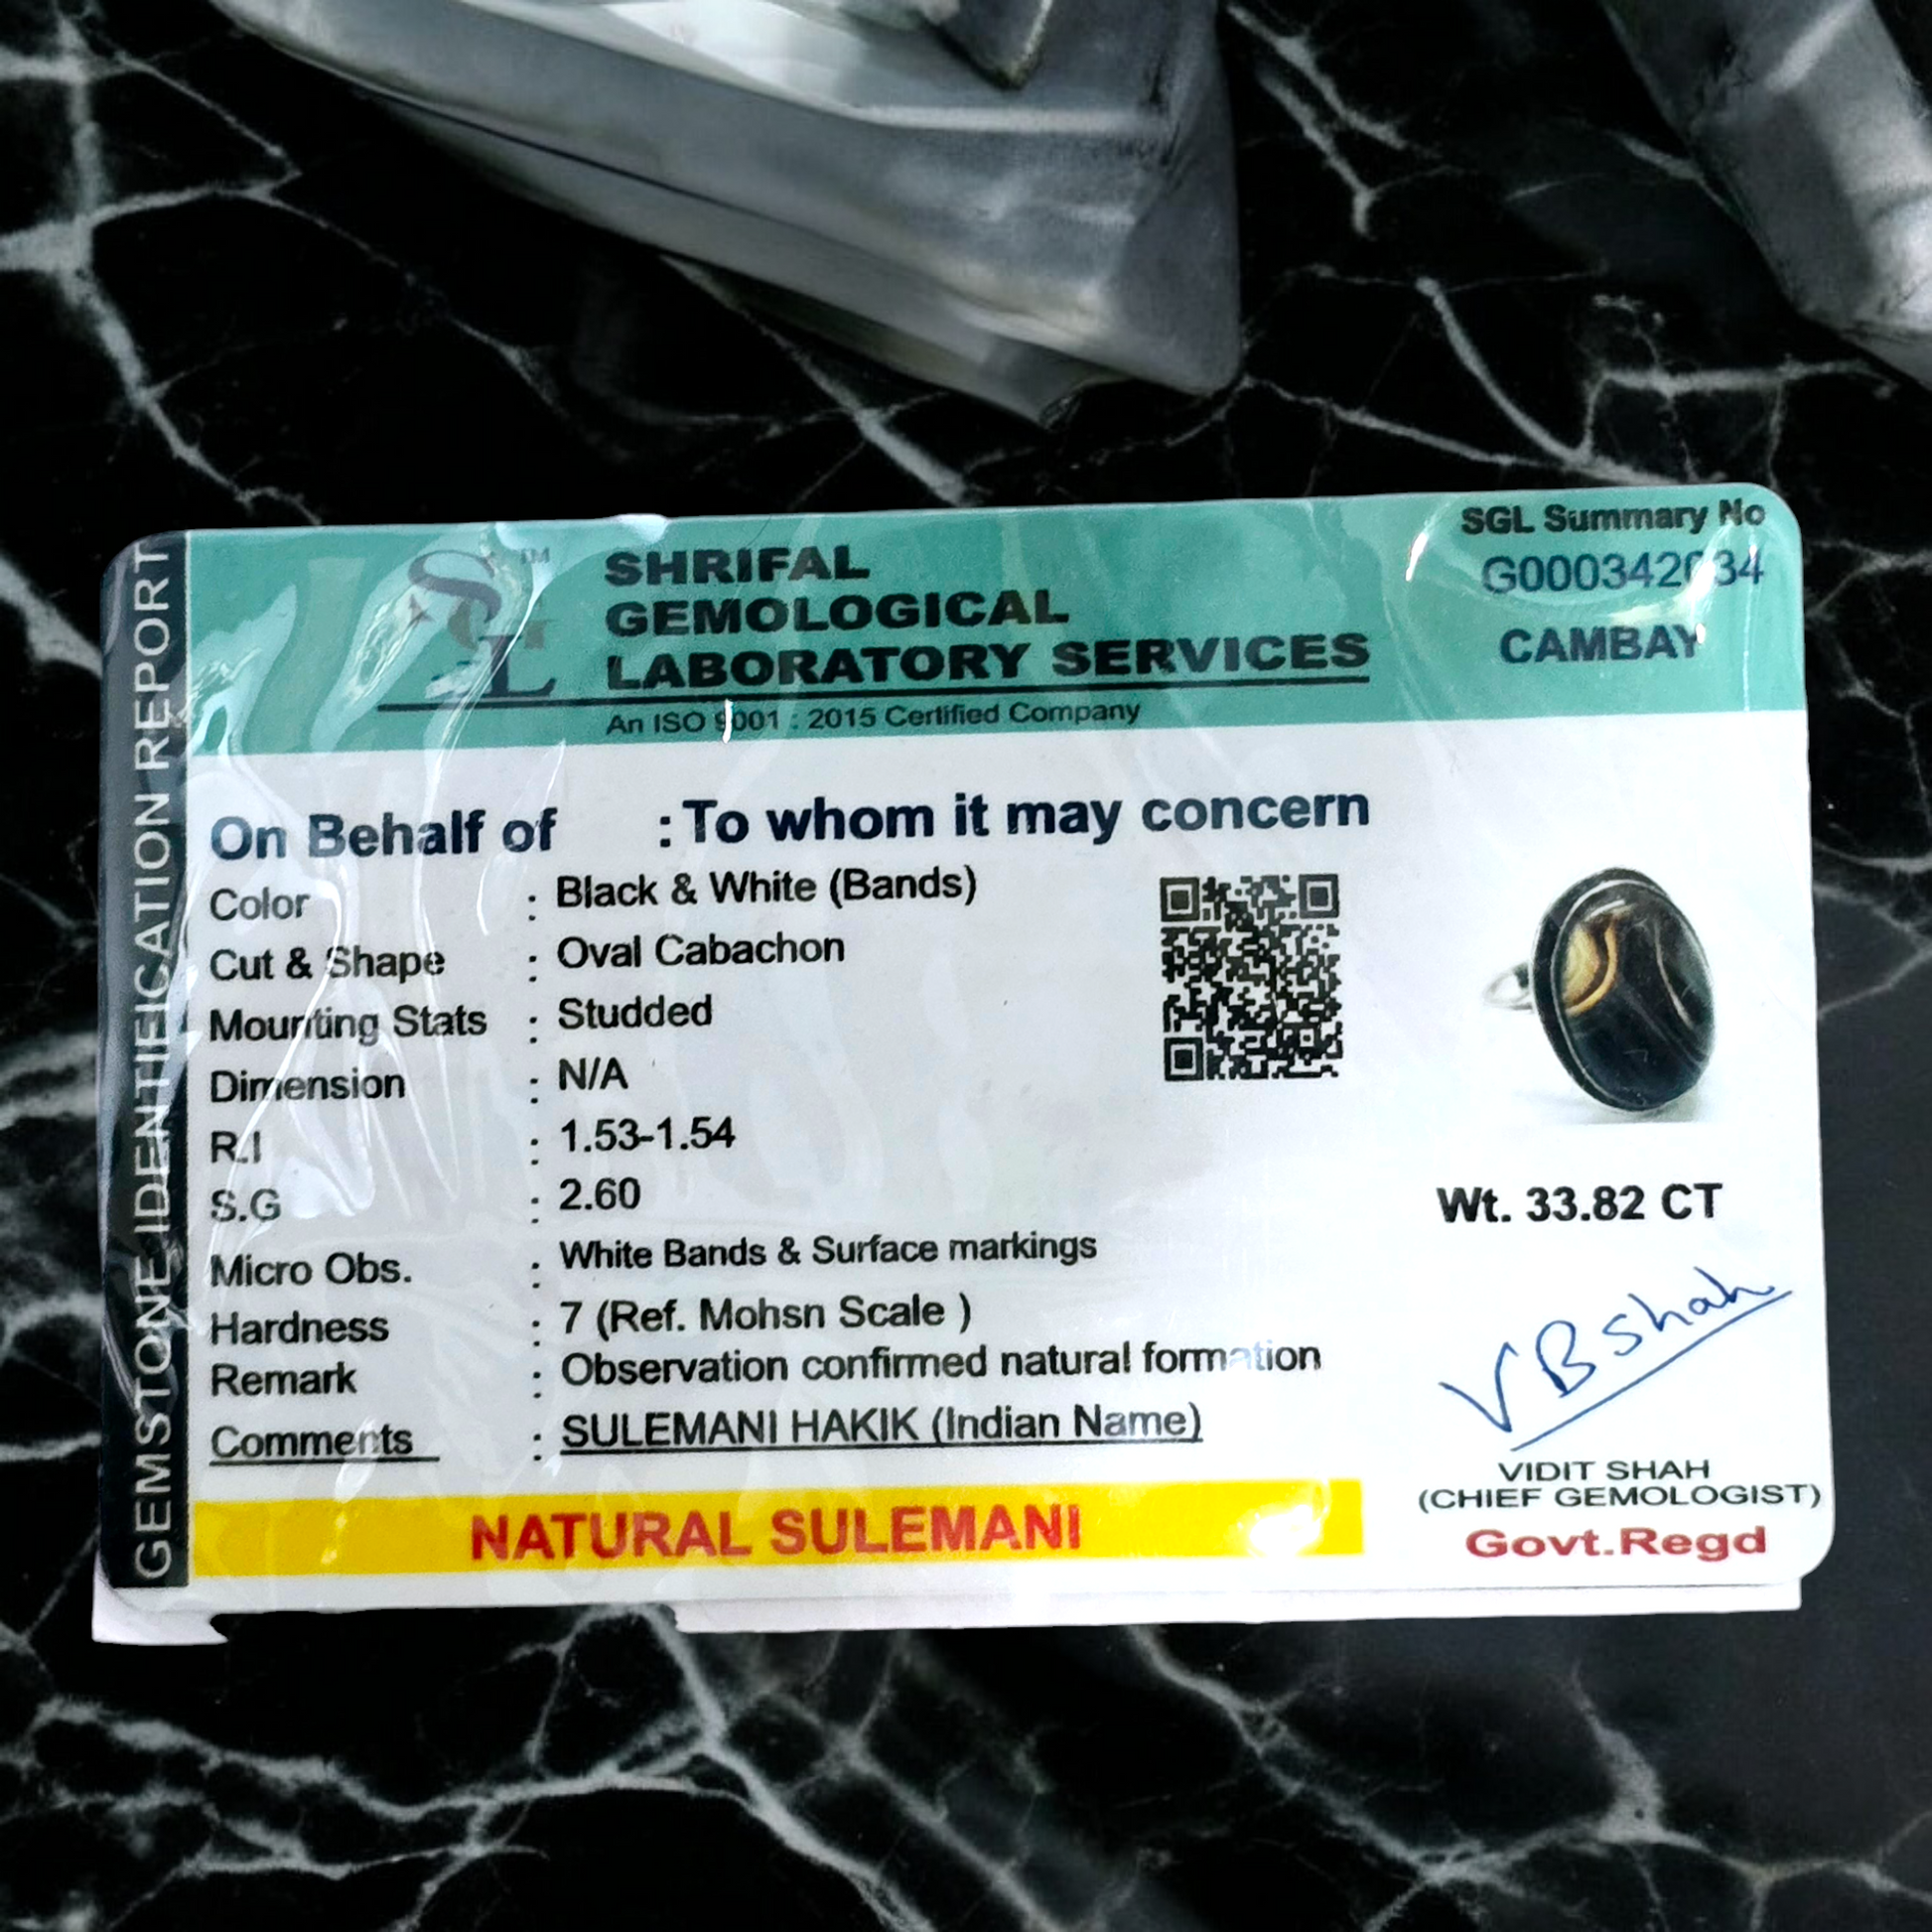 GEMSTONE IDENTIFICATION REPORT
SGL ™
SHRIFAL
GEMOLOGICAL
LABORATORY SERVICES
An ISO 9001 : 2015 Certified Company
SGL Summary No
CAMBAY
On Behalf of : To whom it may concern
Color : Black & White (Bands)
Cut & Shape : Oval Cabachon
Mounting Stats : Studded
Dimension : N/A
R.I : 1.53-1.54
S.G : 2.60
Micro Obs. : White Bands & Surface markings
Hardness : 7 (Ref. Mohsn Scale )
Remark : Observation confirmed natural formation
Comments : SULEMANI HAKIK (Indian Name)
NATURAL SULEMANI
Wt. 33.82 CT
VBshah
VIDIT SHAH
(CHIEF GEMOLOGIST)
Govt.Regd